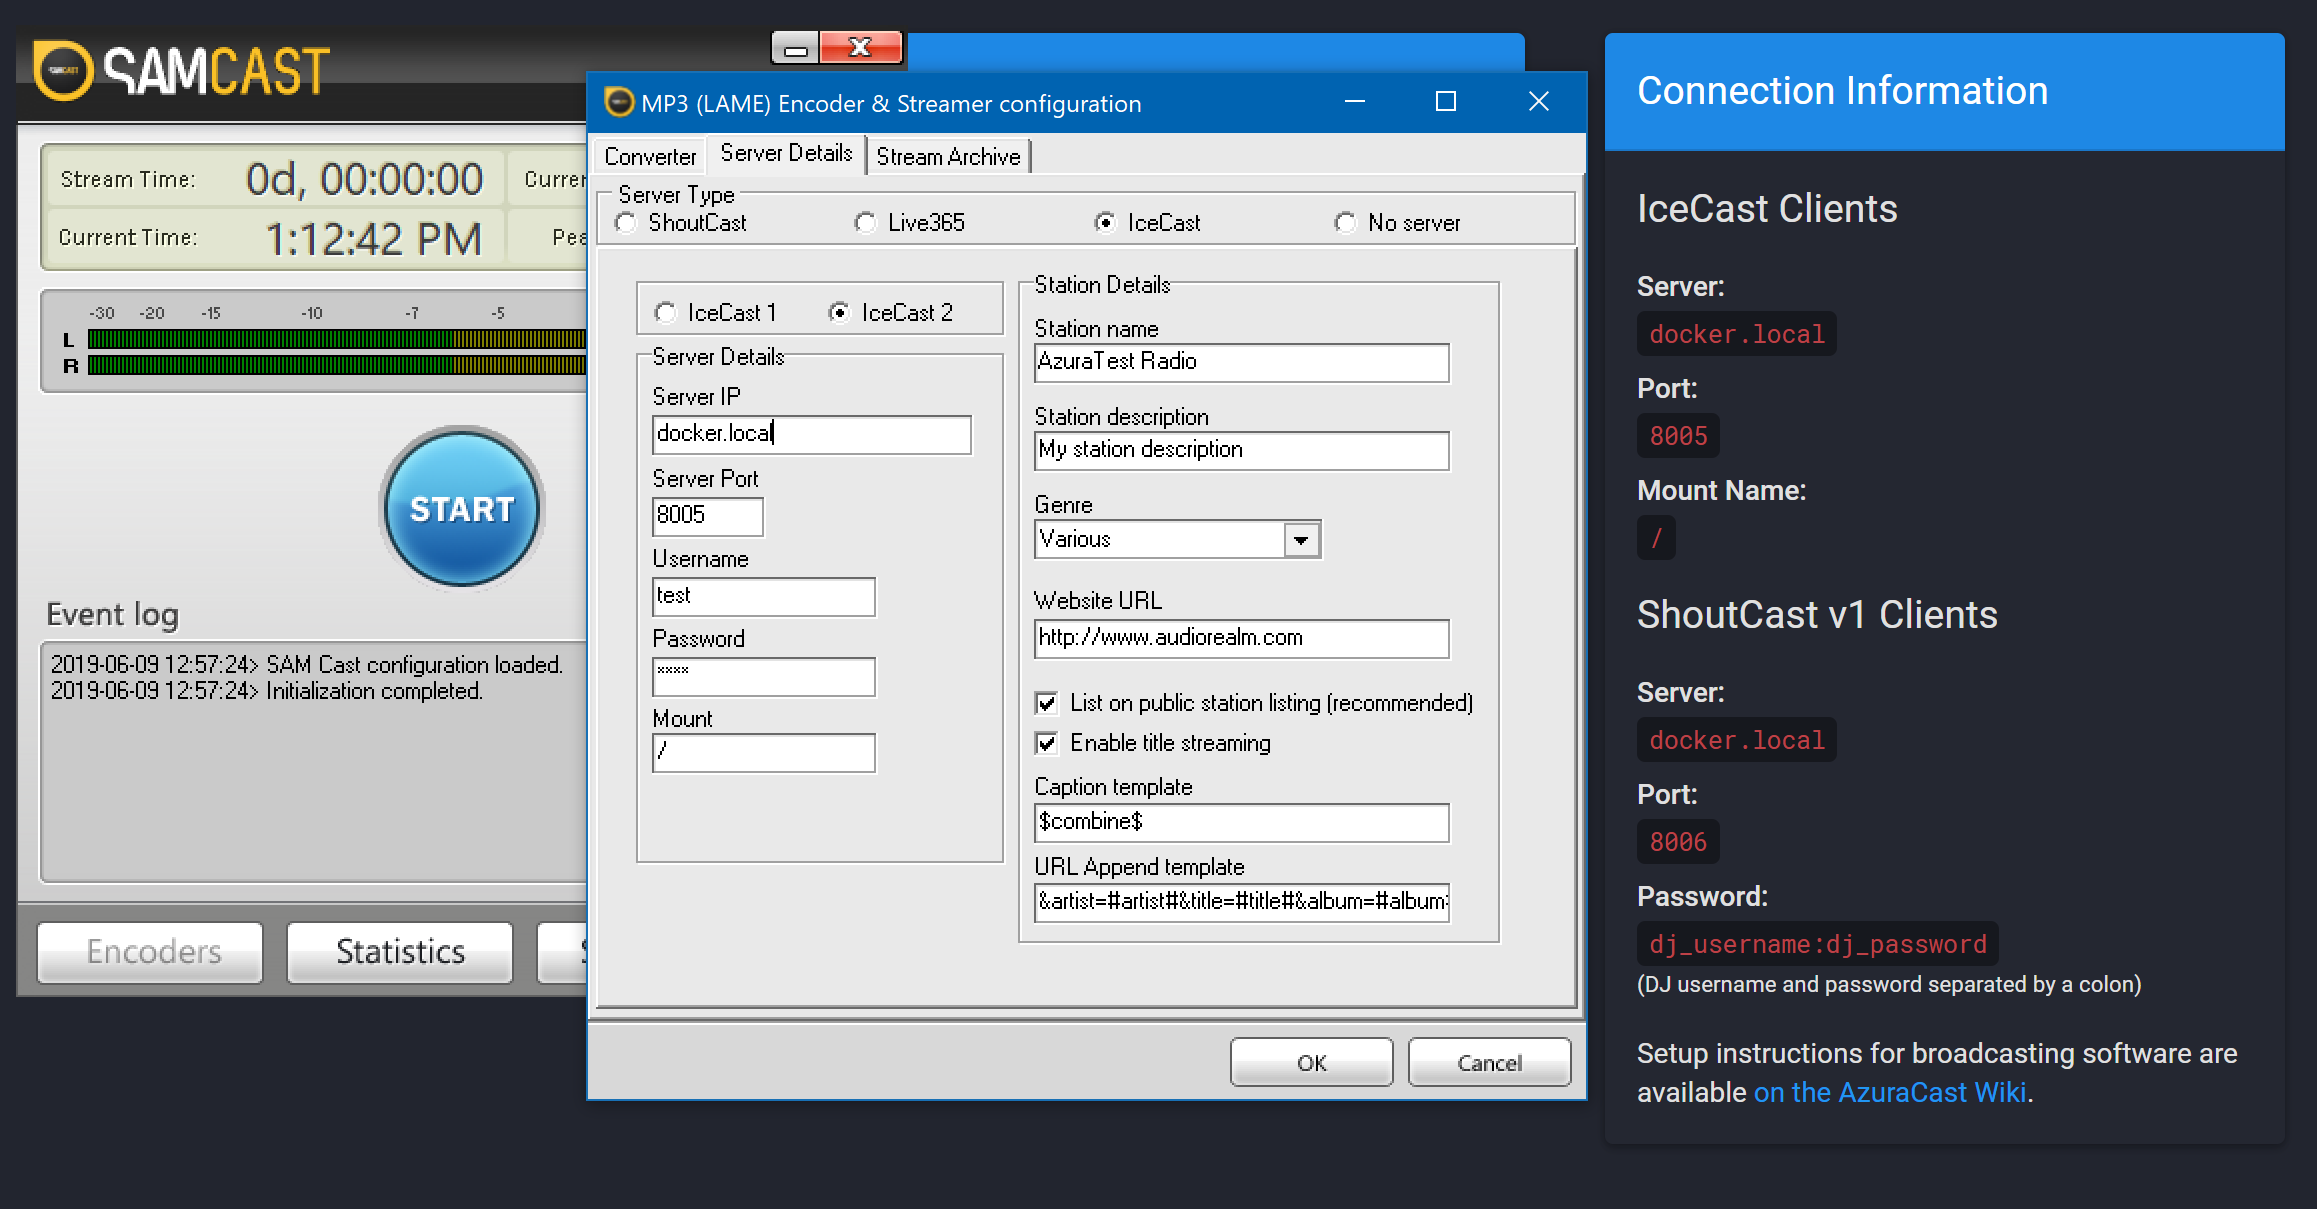 SAMCAST
Stream Time: 0d, 00:00:00
Current Time: 1:12:42 PM
-30 -20 -15 -10 -7 -5
L
R
START
Event log
2019-06-09 12:57:24> SAM Cast configuration loaded.
2019-06-09 12:57:24> Initialization completed.
Encoders Statistics
MP3 (LAME) Encoder & Streamer configuration
Converter Server Details Stream Archive
Server Type
ShoutCast Live365 IceCast No server
IceCast 1 IceCast 2
Server Details
Server IP
docker.local
Server Port
8005
Username
test
Password
****
Mount
/
Station Details
Station name
AzuraTest Radio
Station description
My station description
Genre
Various
Website URL
http://www.audiorealm.com
List on public station listing (recommended)
Enable title streaming
Caption template
$combine$
URL Append template
&artist=#artist#&title=#title#&album=#album
OK Cancel
Connection Information
IceCast Clients
Server:
docker.local
Port:
8005
Mount Name:
/
ShoutCast v1 Clients
Server:
docker.local
Port:
8006
Password:
dj_username:dj_password
(DJ username and password separated by a colon)
Setup instructions for broadcasting software are
available on the AzuraCast Wiki.